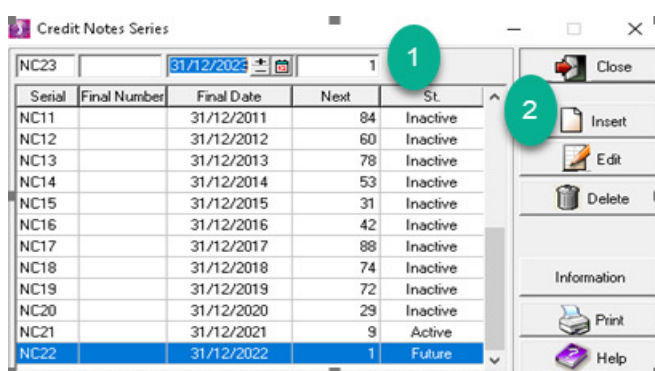 Credit Notes Series
NC23 31/12/2023 1
1
Close
Serial Final Number Final Date Next St.
2
Insert
NC11 31/12/2011 84 Inactive
NC12 31/12/2012 60 Inactive
Edit
NC13 31/12/2013 78 Inactive
NC14 31/12/2014 53 Inactive
Delete
NC15 31/12/2015 31 Inactive
NC16 31/12/2016 42 Inactive
NC17 31/12/2017 88 Inactive
NC18 31/12/2018 74 Inactive
Information
NC19 31/12/2019 72 Inactive
NC20 31/12/2020 29 Inactive
Print
NC21 31/12/2021 9 Active
NC22 31/12/2022 1 Future
Help